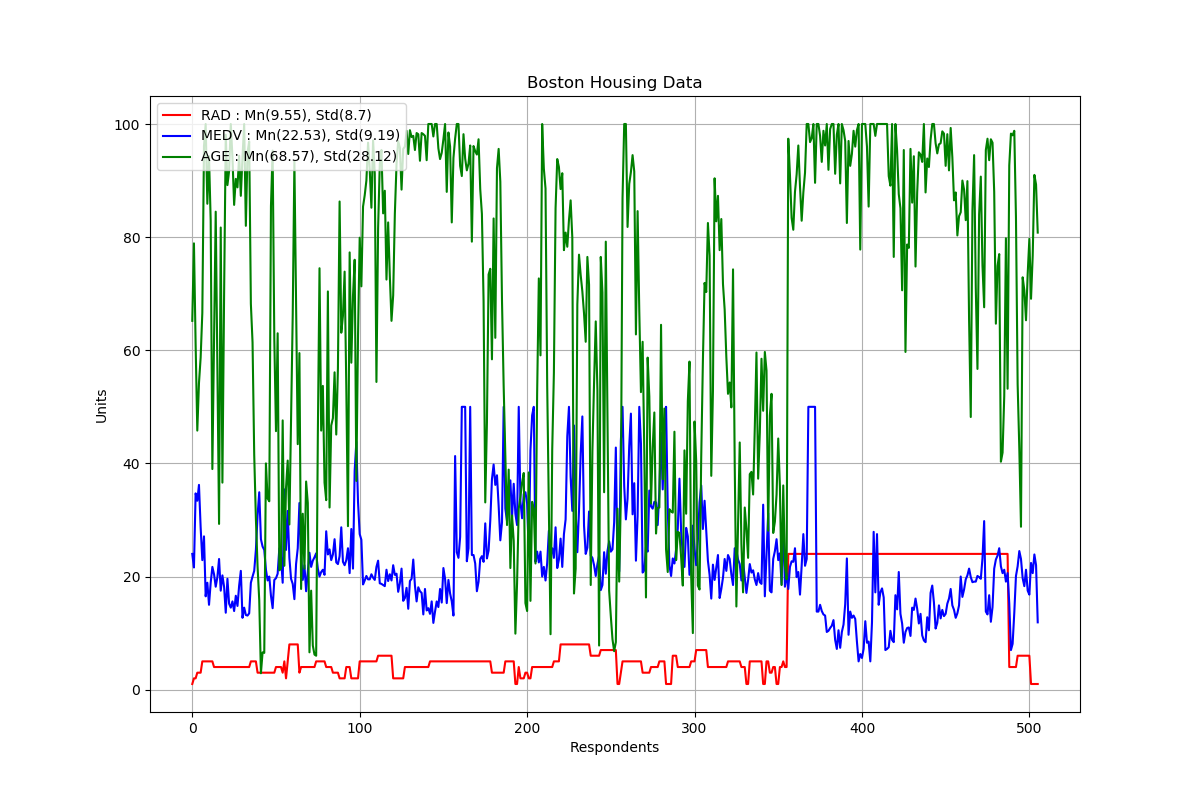 Boston Housing Data
RAD : Mn(9.55), Std(8.7)
MEDV : Mn(22.53), Std(9.19)
AGE : Mn(68.57), Std(28.12)
100
80
60
40
20
0
Units
0 100 200 300 400 500
Respondents